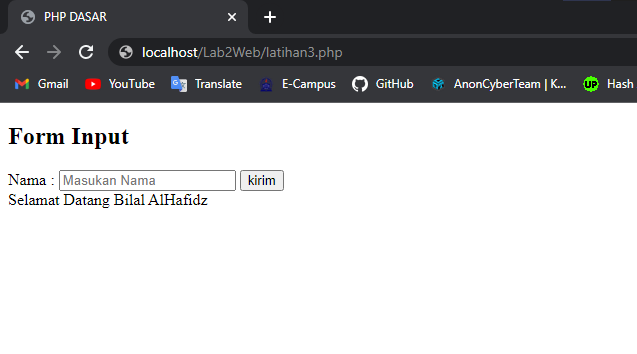 PHP DASAR
localhost/Lab2Web/latihan3.php
Gmail YouTube Translate E-Campus GitHub AnonCyberTeam | K... UP Hash
Form Input
Nama : Masukan Nama kirim
Selamat Datang Bilal AlHafidz